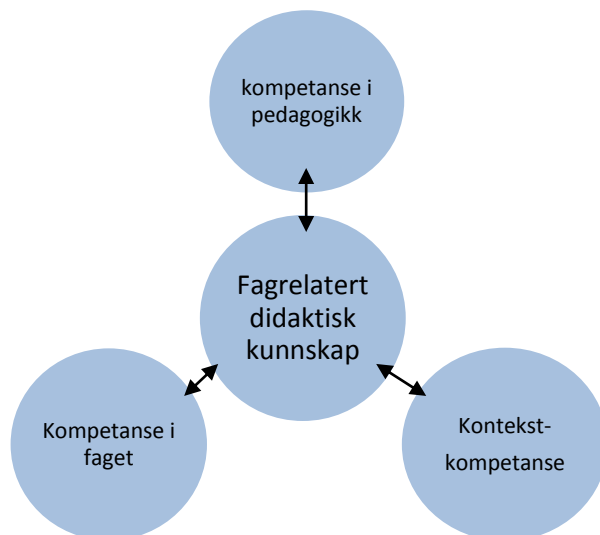 kompetanse i
pedagogikk
Fagrelatert
didaktisk
kunnskap
Kompetanse i
faget
Kontekst-
kompetanse